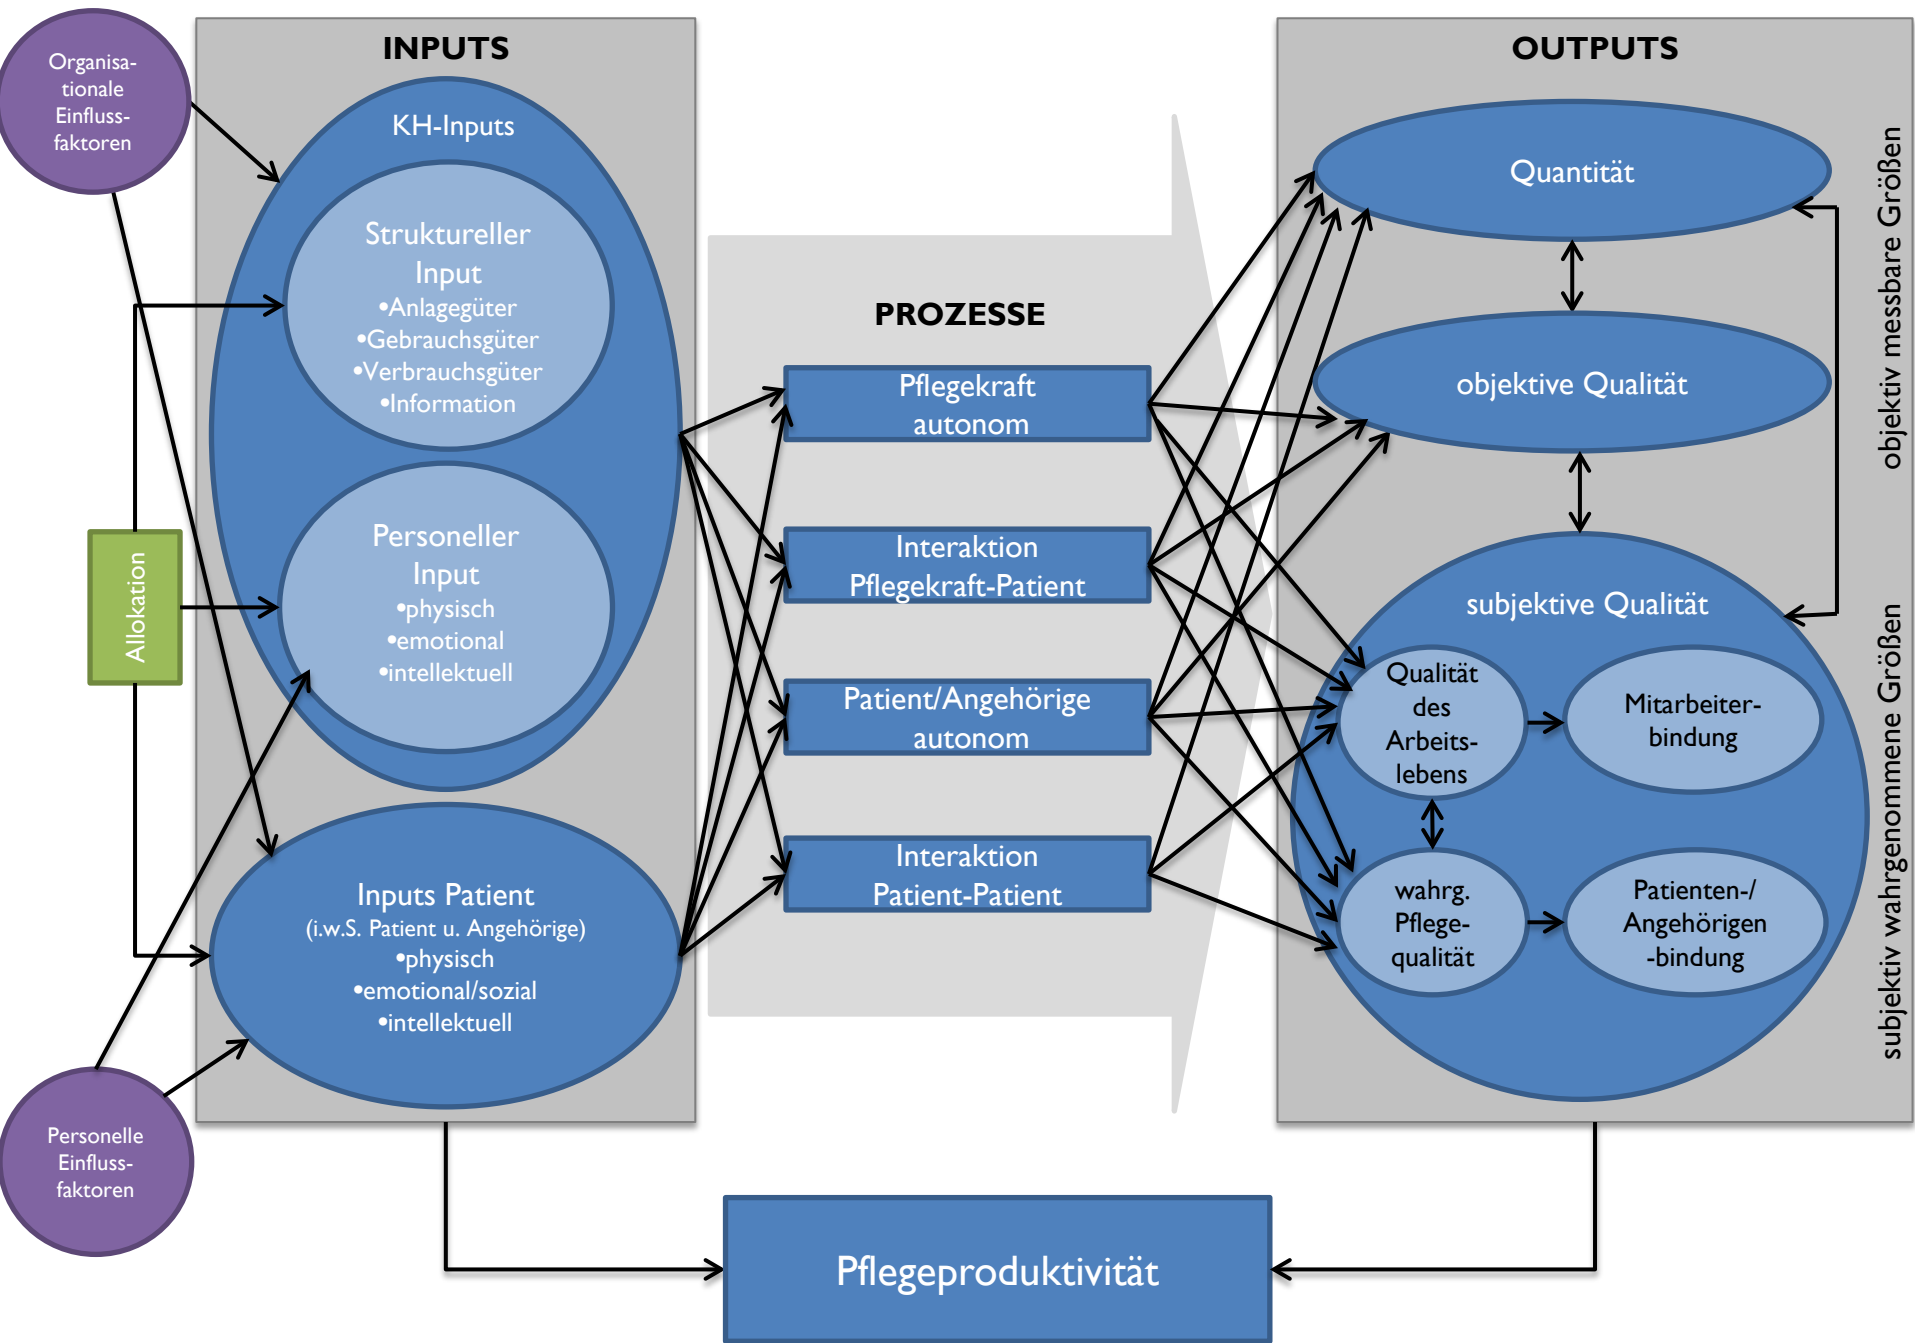 Organisa-
tionale
Einfluss-
faktoren
INPUTS
KH-Inputs
Struktureller
Input
•Anlagegüter
•Gebrauchsgüter
•Verbrauchsgüter
•Information
Personeller
Input
•physisch
•emotional
•intellektuell
Allokation
Inputs Patient
(i.w.S. Patient u. Angehörige)
•physisch
•emotional/sozial
•intellektuell
Personelle
Einfluss-
faktoren
PROZESSE
Pflegekraft
autonom
Interaktion
Pflegekraft-Patient
Patient/Angehörige
autonom
Interaktion
Patient-Patient
OUTPUTS
Quantität
objektive Qualität
subjektive Qualität
Qualität
des
Arbeits-
lebens
Mitarbeiter-
bindung
wahrg.
Pflege-
qualität
Patienten-/
Angehörigen
-bindung
objektiv messbare Größen
subjektiv wahrgenommene Größen
Pflegeproduktivität